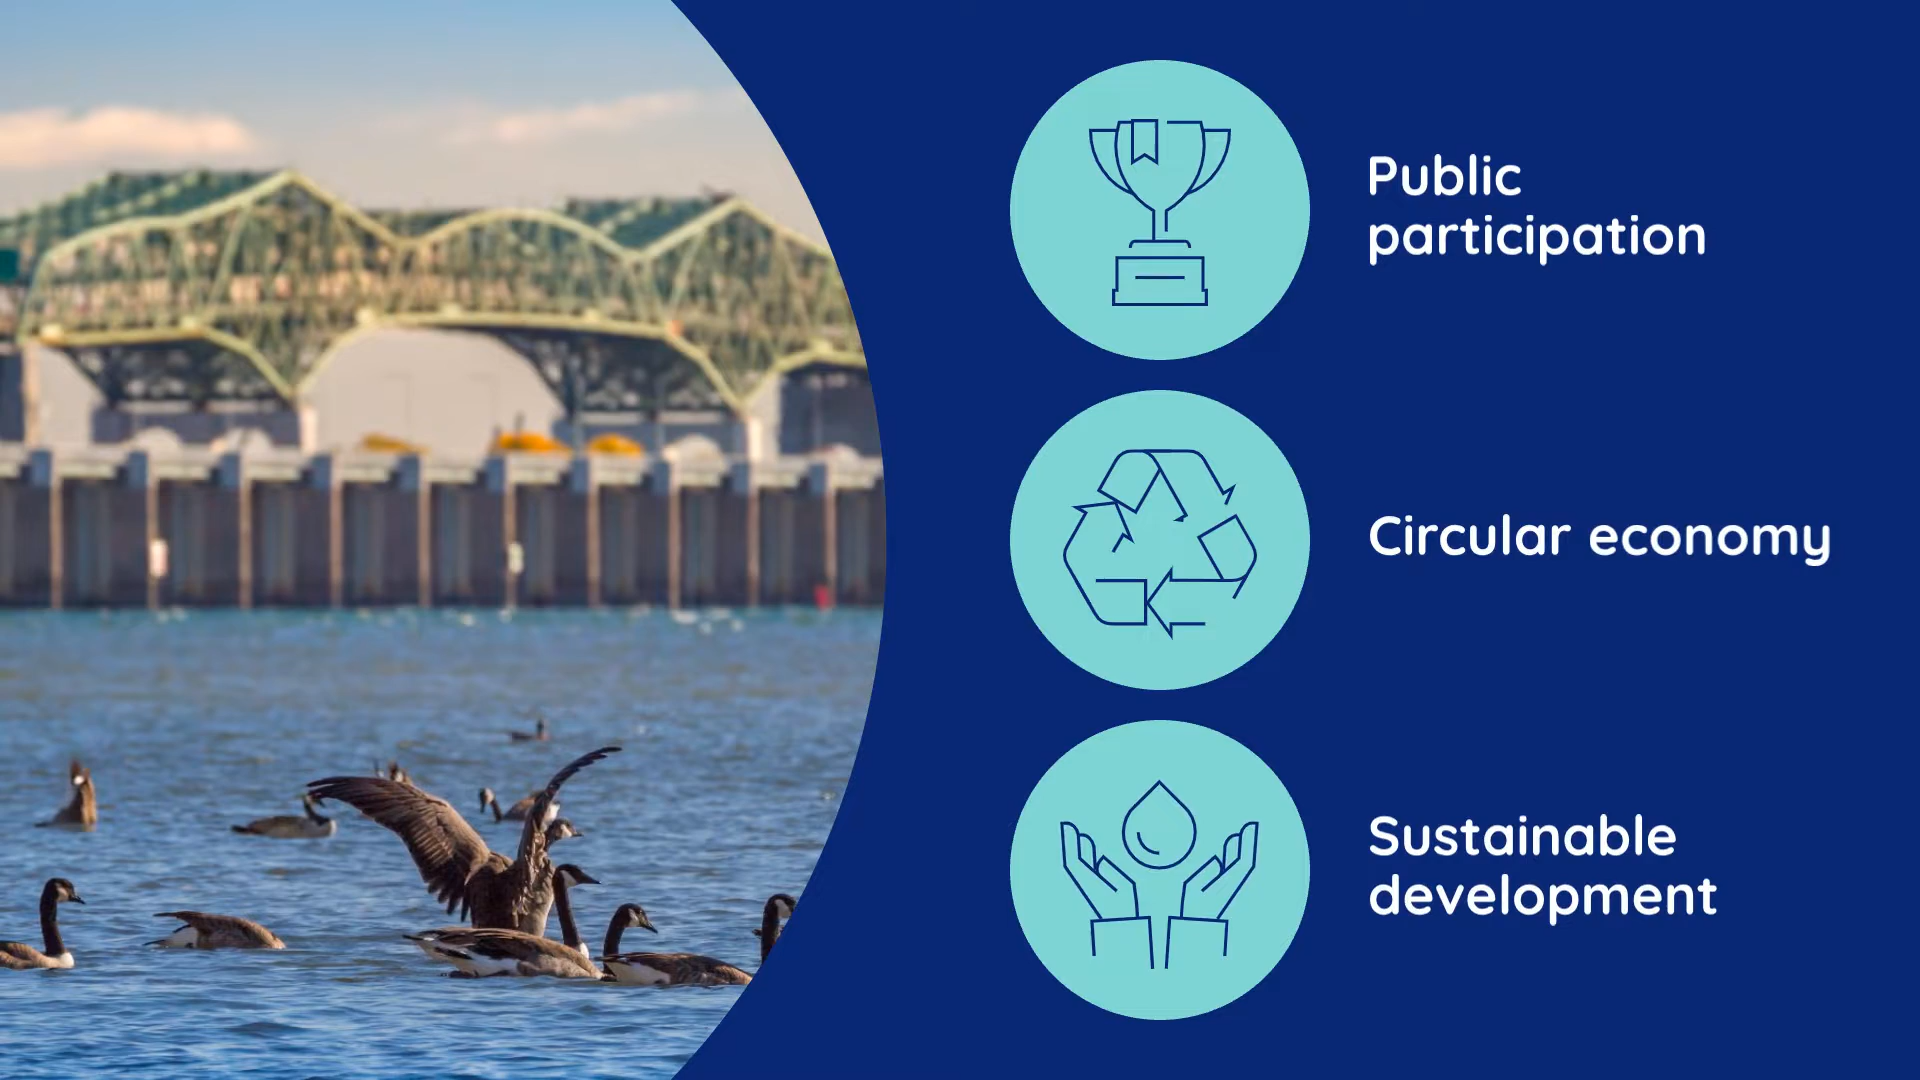 Public
participation
Circular economy
Sustainable
development